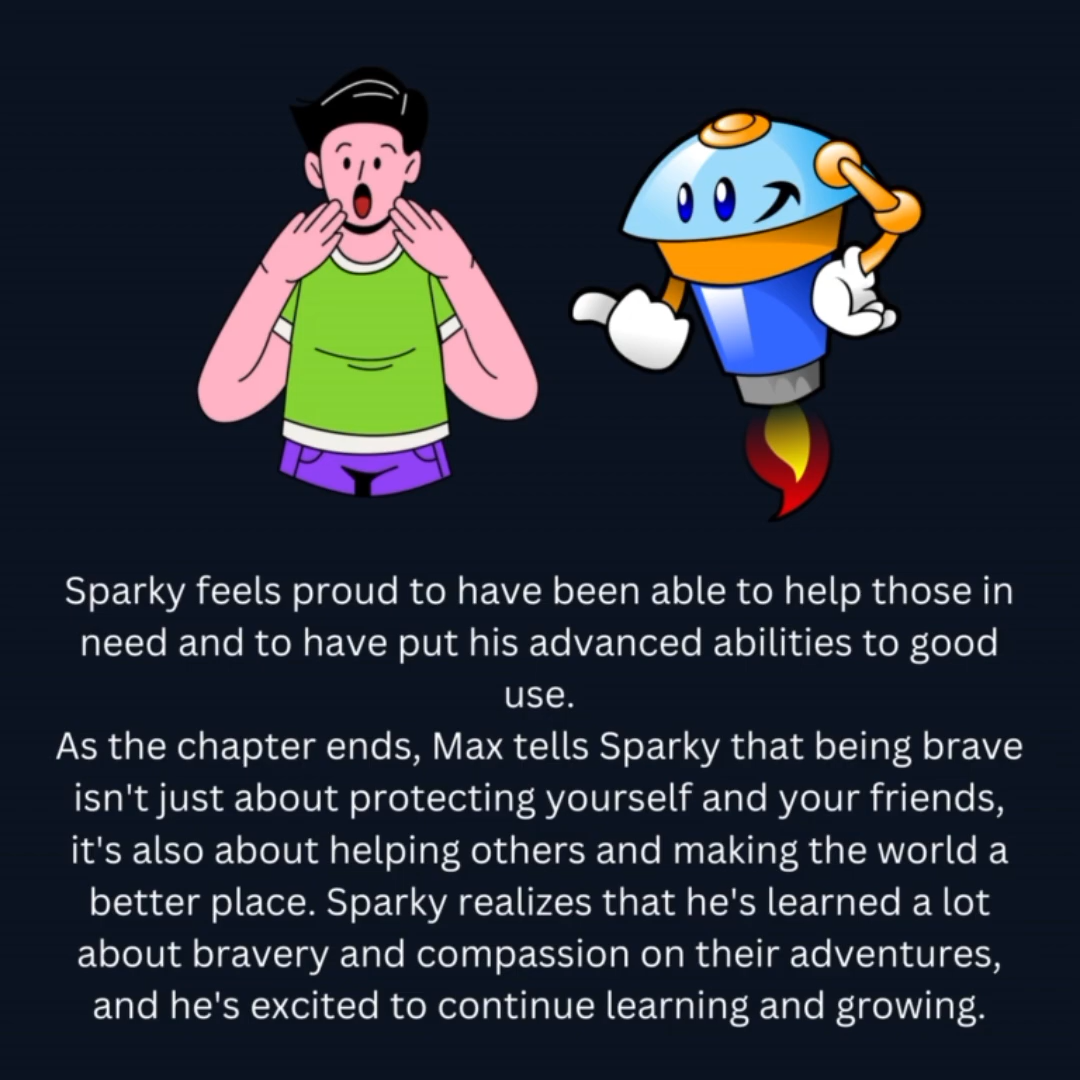 Sparky feels proud to have been able to help those in
need and to have put his advanced abilities to good
use.
As the chapter ends, Max tells Sparky that being brave
isn't just about protecting yourself and your friends,
it's also about helping others and making the world a
better place. Sparky realizes that he's learned a lot
about bravery and compassion on their adventures,
and he's excited to continue learning and growing.